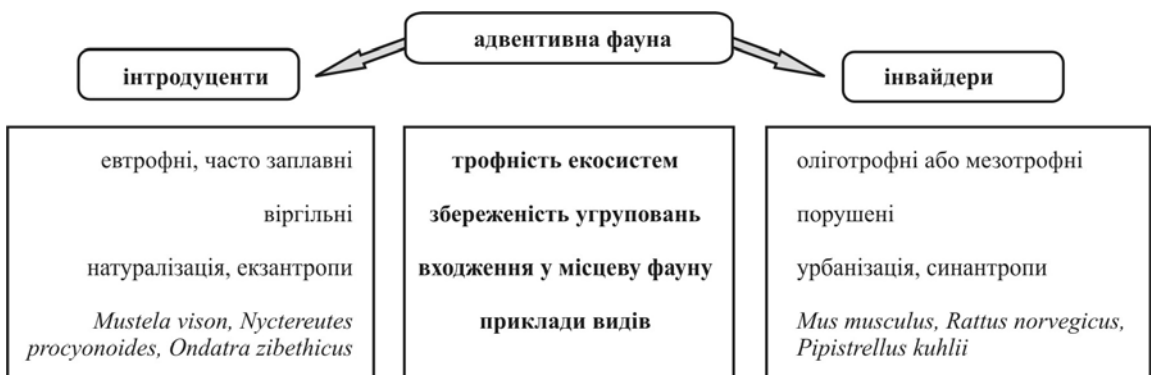 адвентивна фауна
інтродуценти
інвайдери
евтрофні, часто заплавні
трофність екосистем
оліготрофні або мезотрофні
віргільні
збереженість угруповань
порушені
натуралізація, екзантропи
входження у місцеву фауну
урбанізація, синантропи
Mustela vison, Nyctereutes
procyonoides, Ondatra zibethicus
приклади видів
Mus musculus, Rattus norvegicus,
Pipistrellus kuhlii